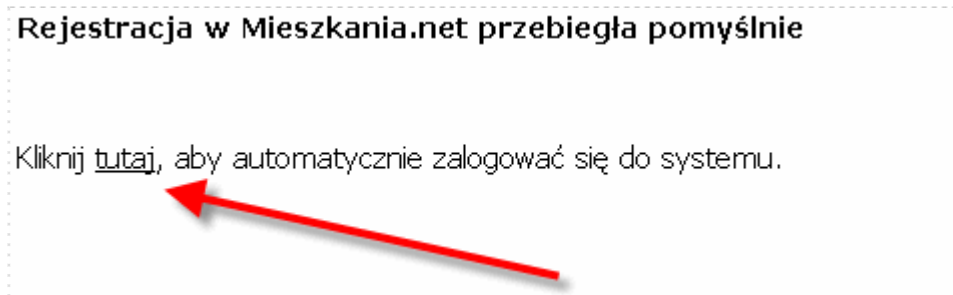 Rejestracja w Mieszkania.net przebiegła pomyślnie
Kliknij tutaj, aby automatycznie zalogować się do systemu.